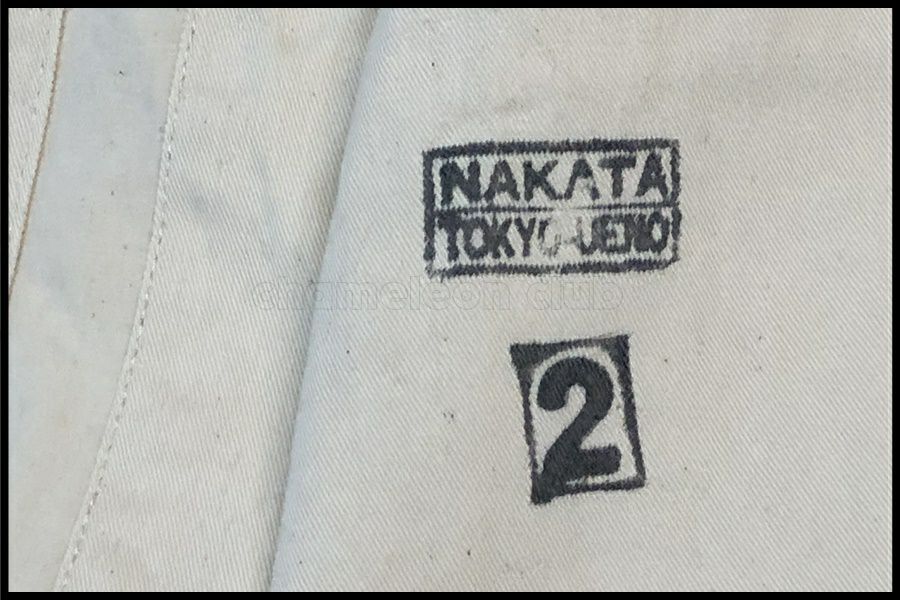 NAKATA
TOKYO-UENO
chameleon club
2